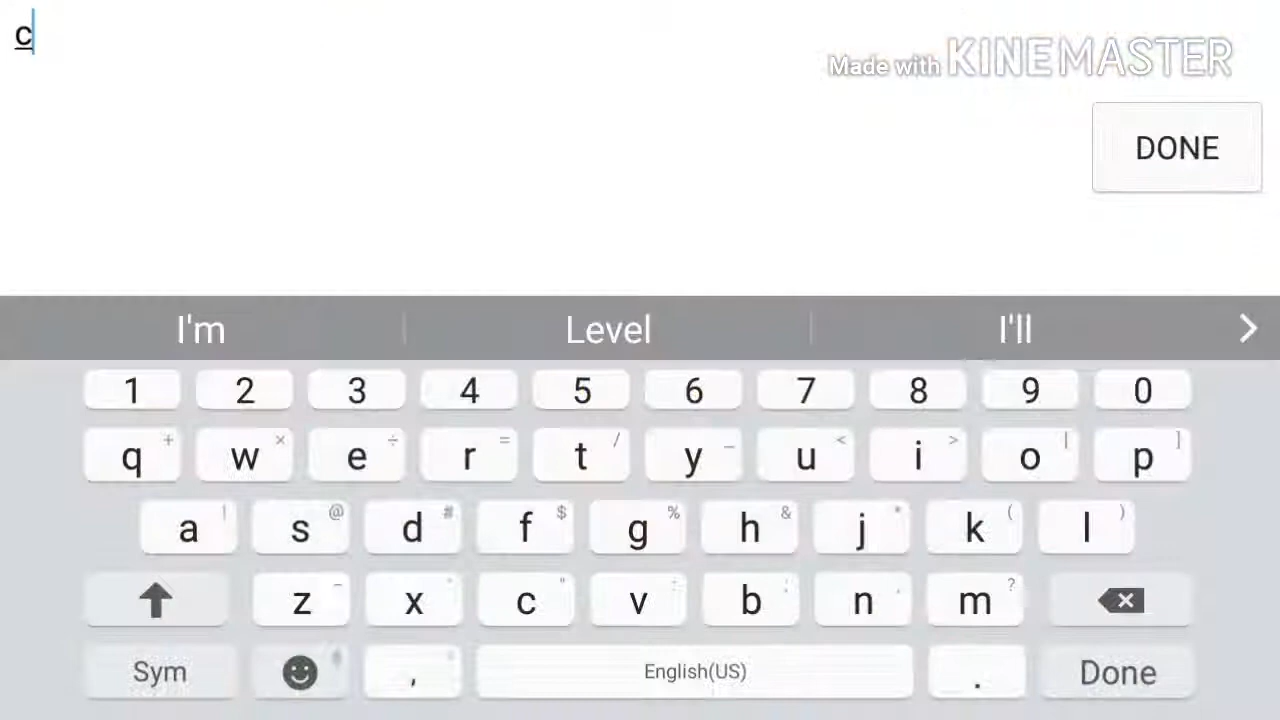 c
Made with KINEMASTER
DONE
I'm Level I'll
1 2 3 4 5 6 7 8 9 0
q + w × e ÷ r = t / y _ u < i > o [ p ]
a ! s @ d # f $ g % h & j * k ( l )
z - x ' c " v : b ; n , m ?
Sym , English(US) . Done